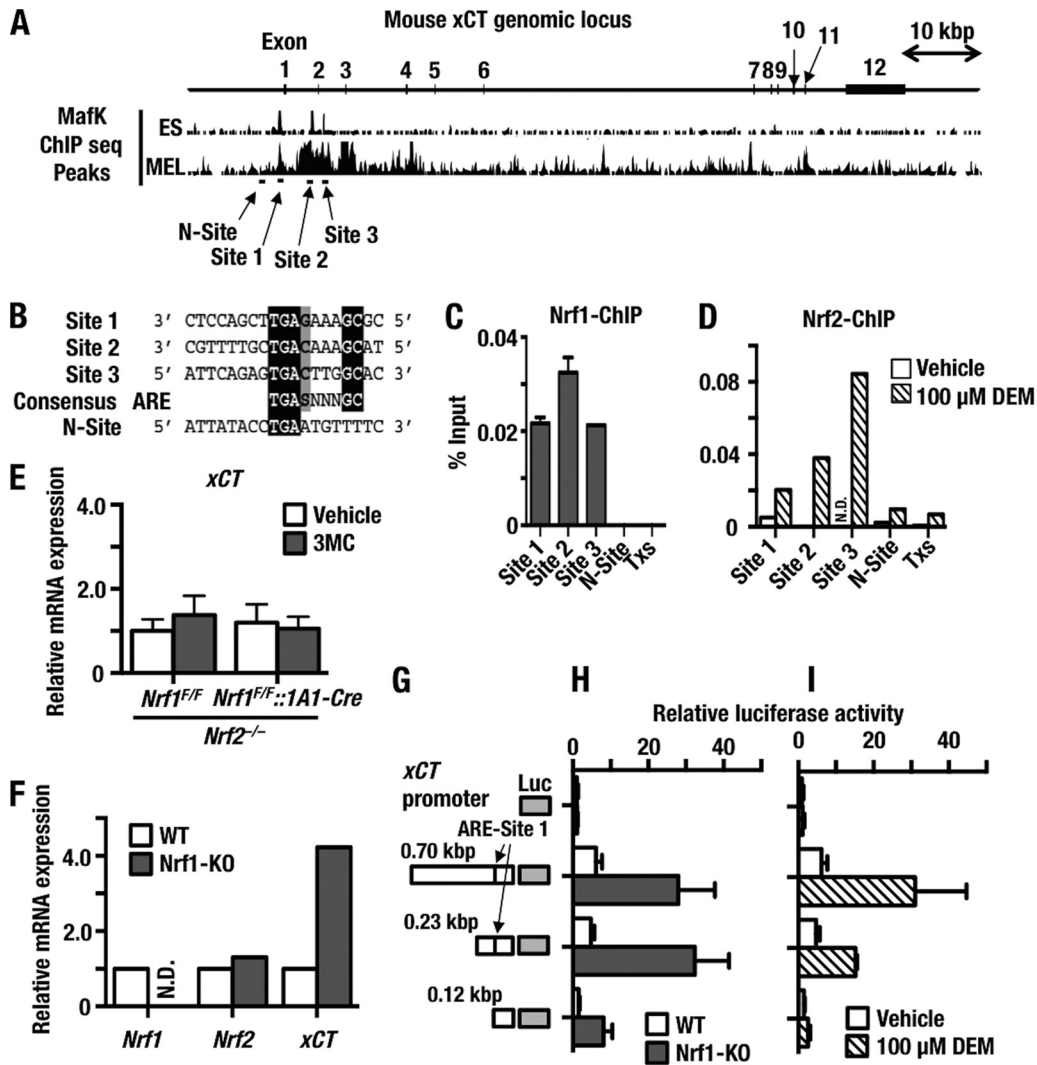 A
Mouse xCT genomic locus
Exon
10
11
10 kbp
1 2 3 4 5 6 7 8 9 12
MafK
ChIP seq
Peaks
ES
MEL
N-Site
Site 1
Site 2
Site 3
B
Site 1 3′ CTCCAGCTTGAGAAAGCGC 5′
Site 2 3′ CGTTTTGCTGACAAAGCAT 5′
Site 3 5′ ATTCAGAGTGACTTGGCAC 3′
Consensus ARE TGASNNNGC
N-Site 5′ ATTATACCTGAATGTTTTC 3′
C
Nrf1-ChIP
% Input
0.04
0.02
0
Site 1
Site 2
Site 3
N-Site
Txs
D
Nrf2-ChIP
Vehicle
100 µM DEM
0.08
0.04
0
N.D.
Site 1
Site 2
Site 3
N-Site
Txs
E
xCT
Relative mRNA expression
4.0
2.0
0
Vehicle
3MC
Nrf1F/F Nrf1F/F::1A1-Cre
Nrf2–/–
F
Relative mRNA expression
4.0
2.0
0
WT
Nrf1-KO
N.D.
Nrf1 Nrf2 xCT
G H I
Relative luciferase activity
0 20 40
0 20 40
xCT
promoter
Luc
ARE-Site 1
0.70 kbp
0.23 kbp
0.12 kbp
WT
Nrf1-KO
Vehicle
100 µM DEM